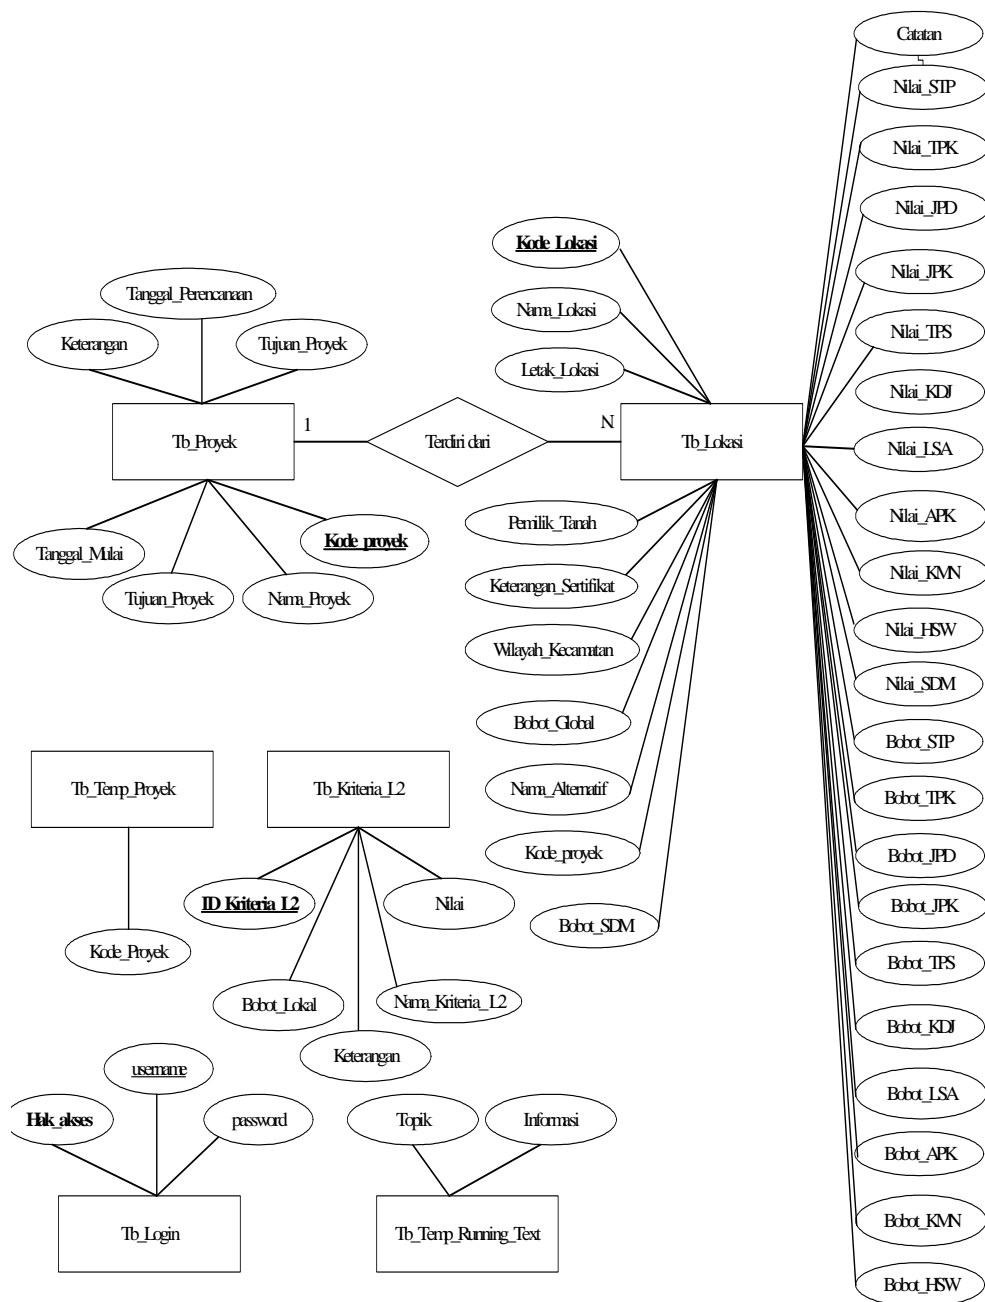 Catatan
Nilai_STP
Nilai_TPK
Nilai_JPD
Kode_Lokasi
Nilai_JPK
Tanggal_Perencanaan
Nama_Lokasi
Nilai_TPS
Keterangan
Tujuan_Proyek
Letak_Lokasi
Nilai_KDJ
1
N
Tb_Proyek
Terdiri dari
Tb_Lokasi
Nilai_LSA
Nilai_APK
Pemilik_Tanah
Kode_proyek
Tanggal_Mulai
Nilai_KMN
Keterangan_Sertifikat
Tujuan_Proyek
Nama_Proyek
Nilai_HSW
Wilayah_Kecamatan
Nilai_SDM
Bobot_Global
Bobot_STP
Tb_Temp_Proyek
Tb_Kriteria_L2
Nama_Alternatif
Bobot_TPK
Kode_proyek
Bobot_JPD
ID_Kriteria_L2
Nilai
Bobot_JPK
Bobot_SDM
Kode_Proyek
Bobot_TPS
Bobot_Lokal
Nama_Kriteria_L2
Bobot_KDJ
Keterangan
username
Bobot_LSA
Hak_akses
password
Topik
Informasi
Bobot_APK
Bobot_KMN
Tb_Login
Tb_Temp_Running_Text
Bobot_HSW